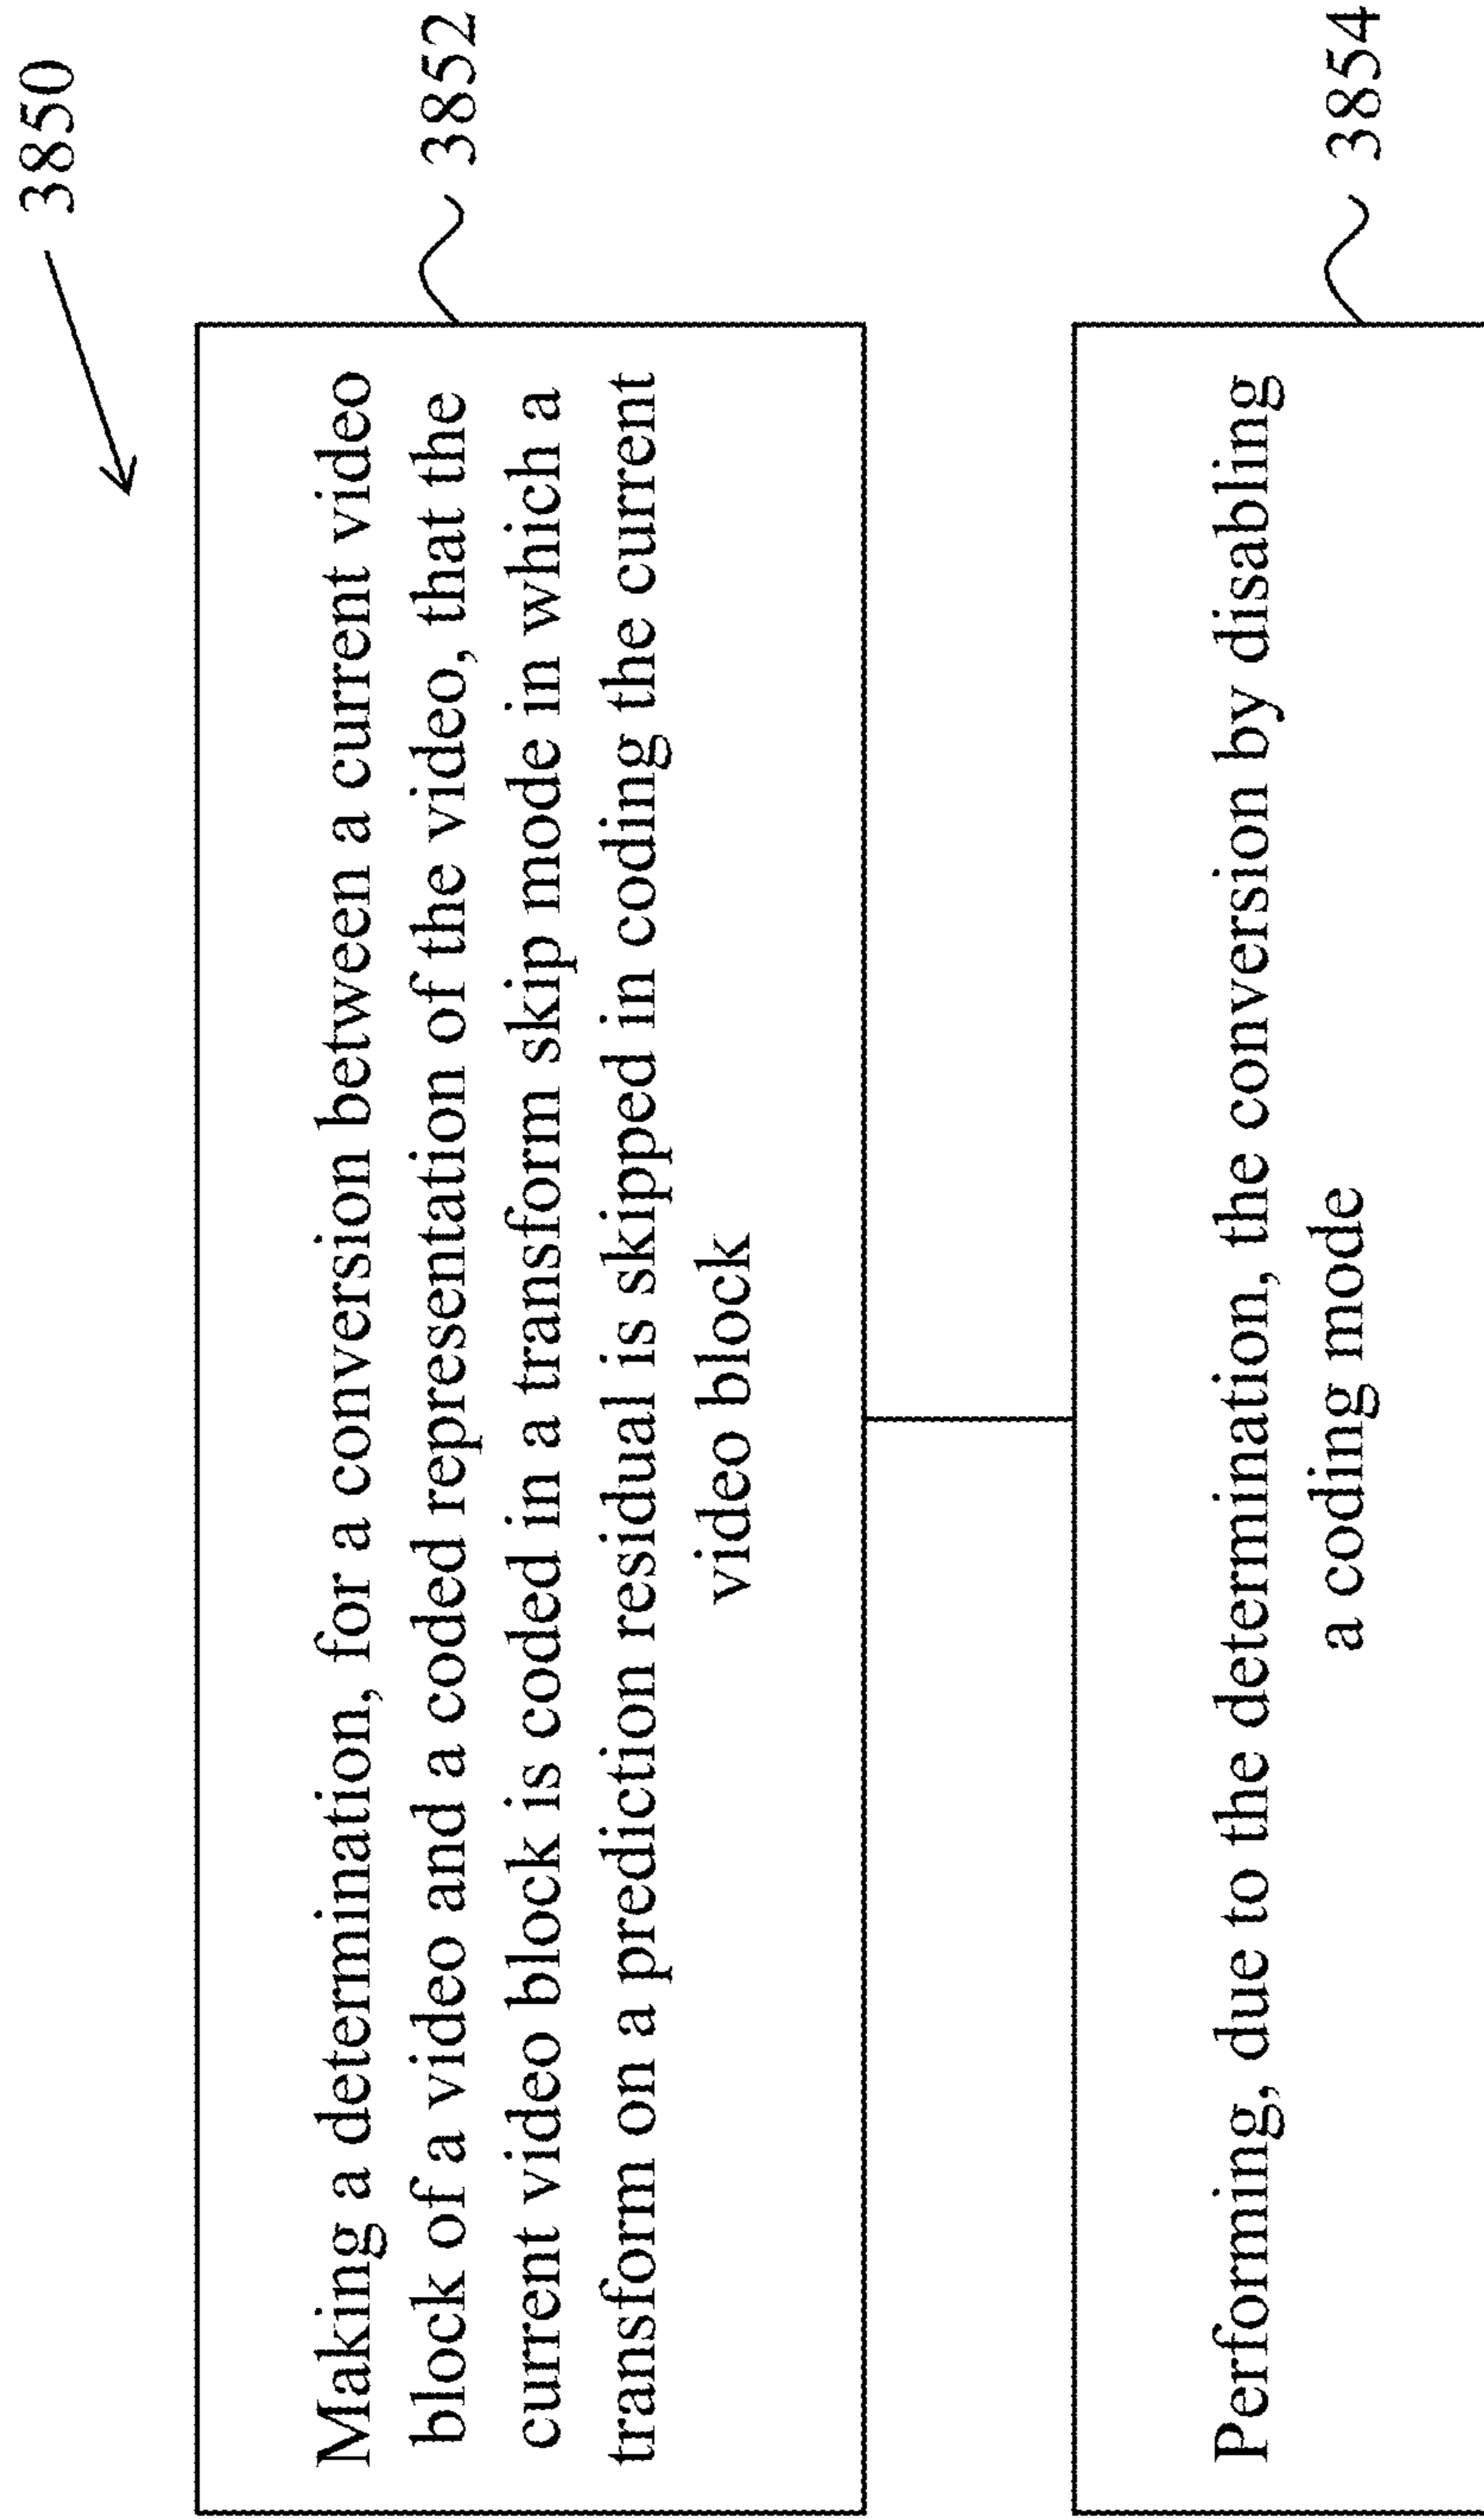 3850
Making a determination, for a conversion between a current video
block of a video and a coded representation of the video, that the
current video block is coded in a transform skip mode in which a
transform on a prediction residual is skipped in coding the current
video block
3852
Performing, due to the determination, the conversion by disabling
a coding mode
3854